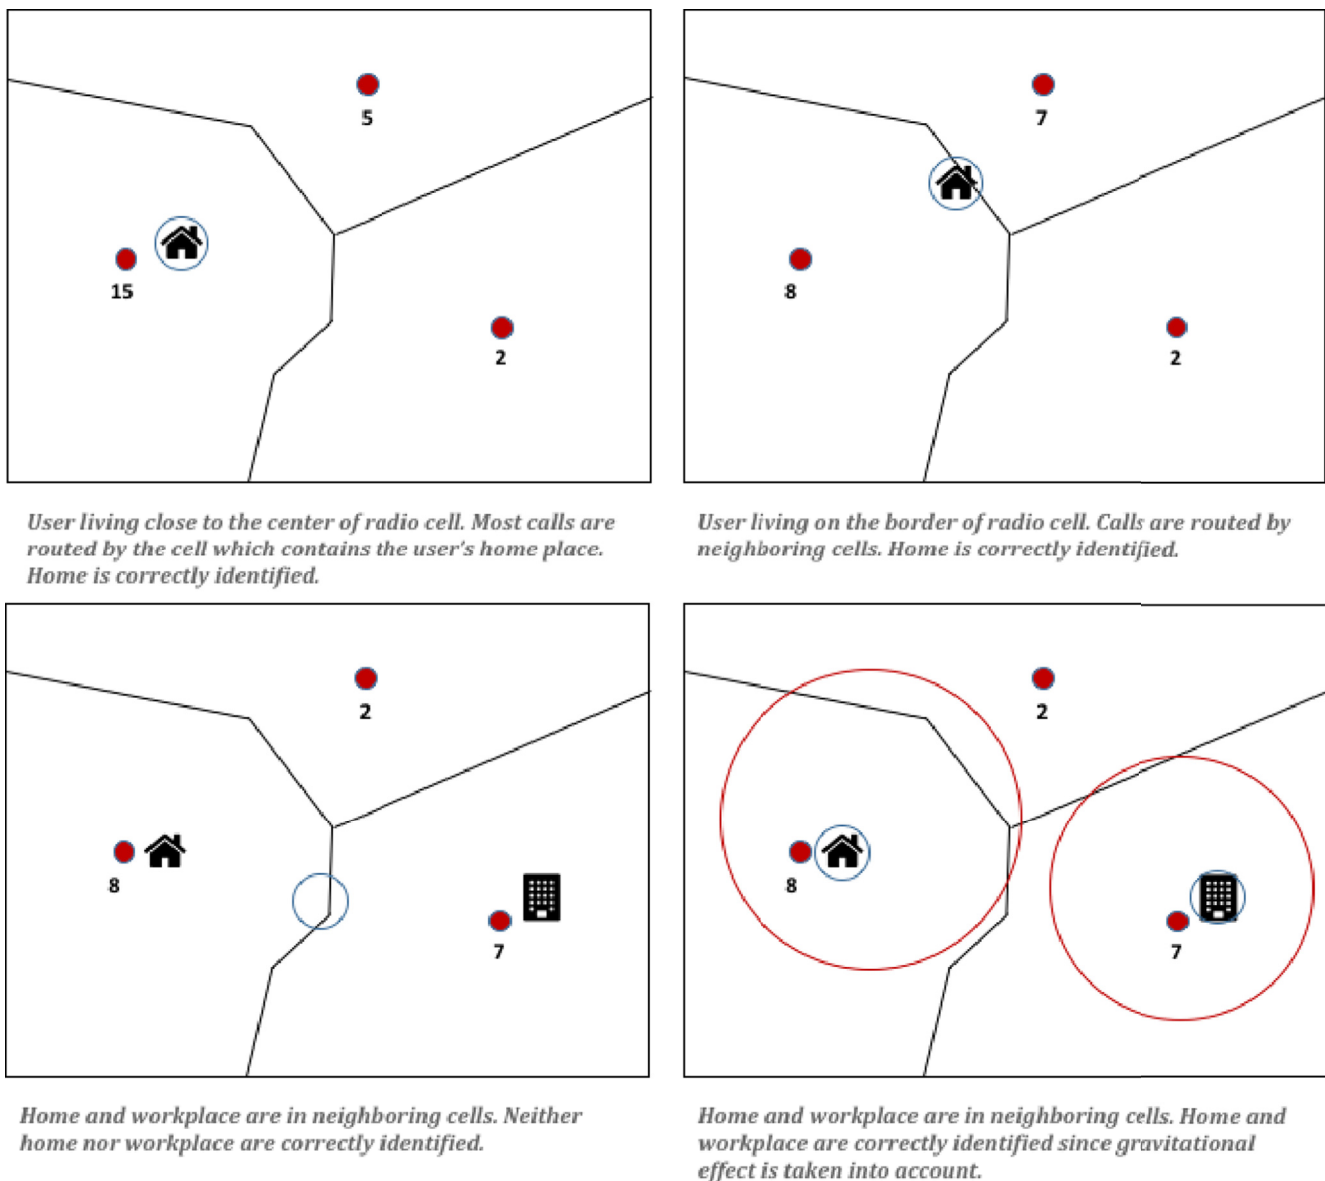 5
15
2
7
8
2
User living close to the center of radio cell. Most calls are
routed by the cell which contains the user's home place.
Home is correctly identified.
User living on the border of radio cell. Calls are routed by
neighboring cells. Home is correctly identified.
2
8
7
2
8
7
Home and workplace are in neighboring cells. Neither
home nor workplace are correctly identified.
Home and workplace are in neighboring cells. Home and
workplace are correctly identified since gravitational
effect is taken into account.